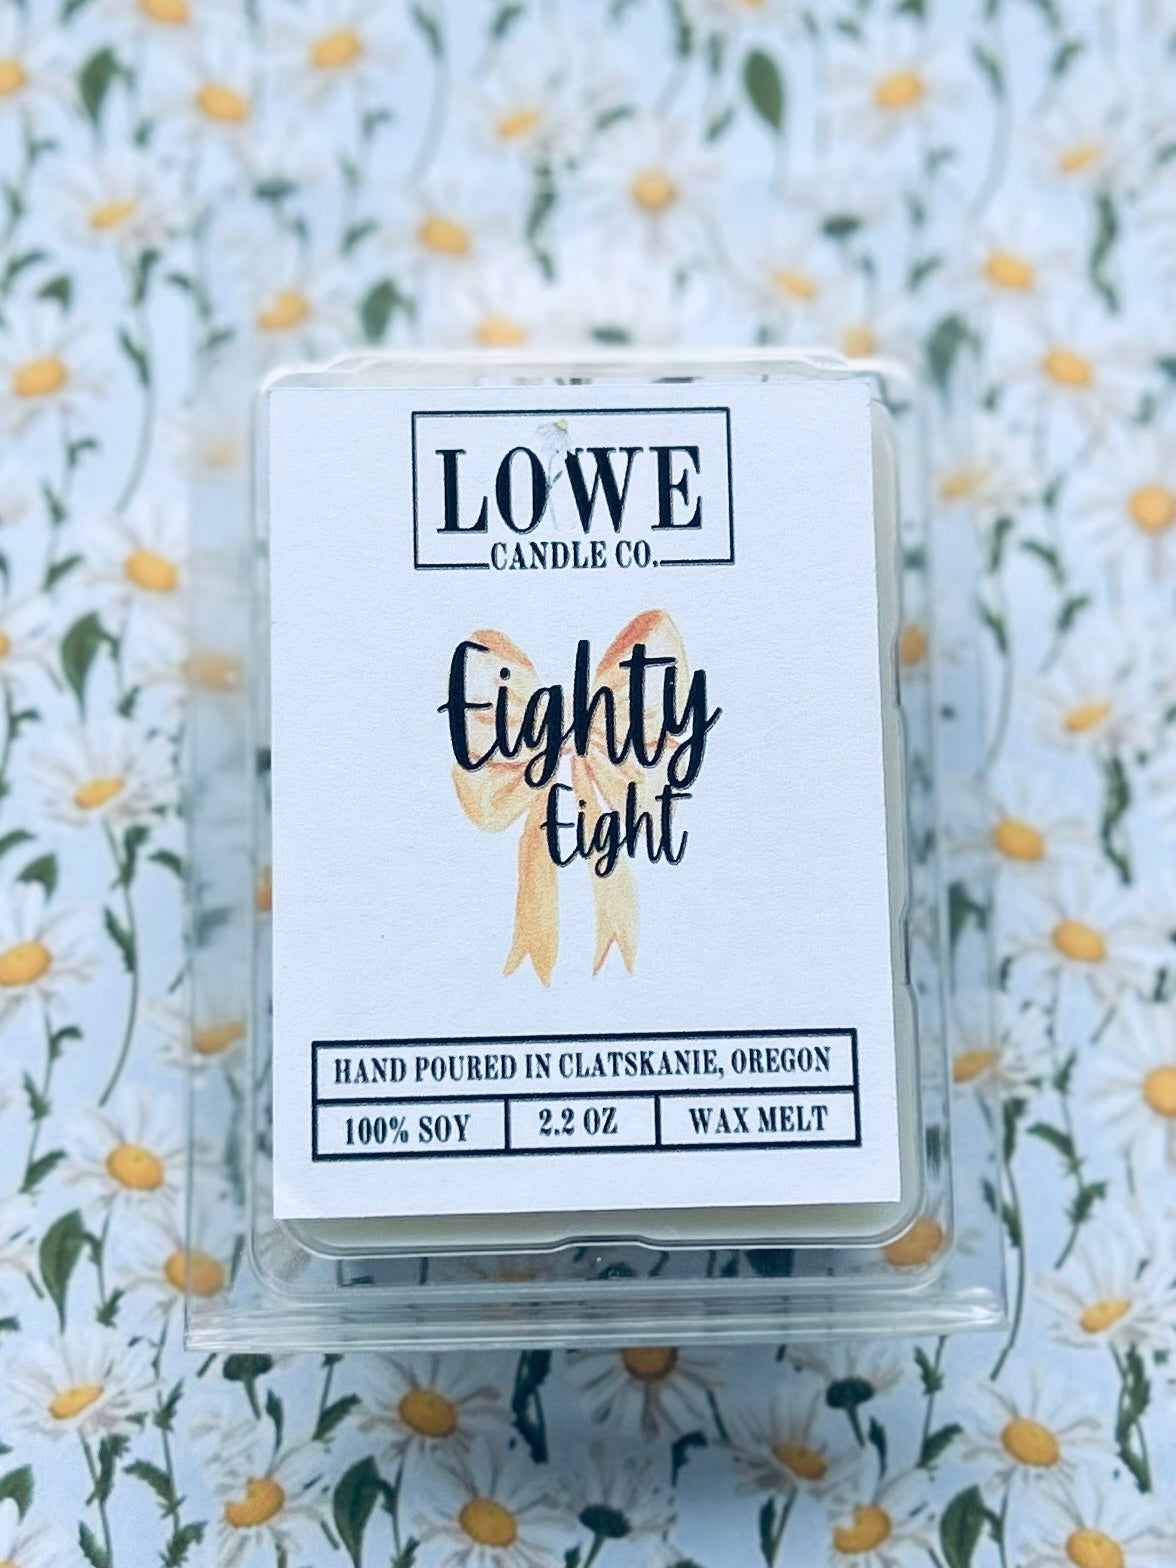 LOWE
CANDLE CO.
Eighty
Eight
HAND POURED IN CLATSKANIE, OREGON
100% SOY
2.2 OZ
WAX MELT